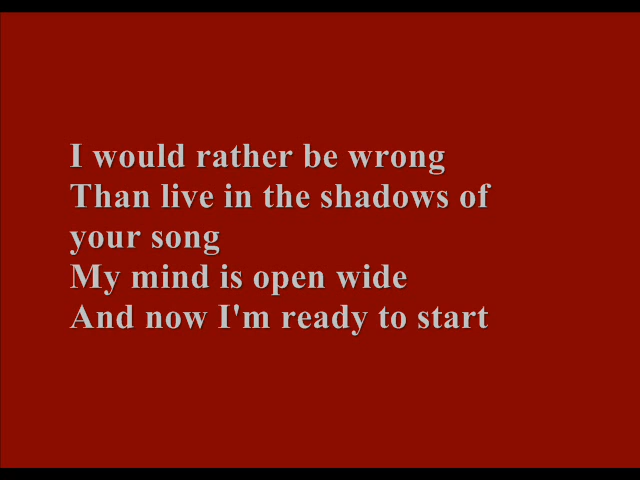 I would rather be wrong
Than live in the shadows of
your song
My mind is open wide
And now I'm ready to start